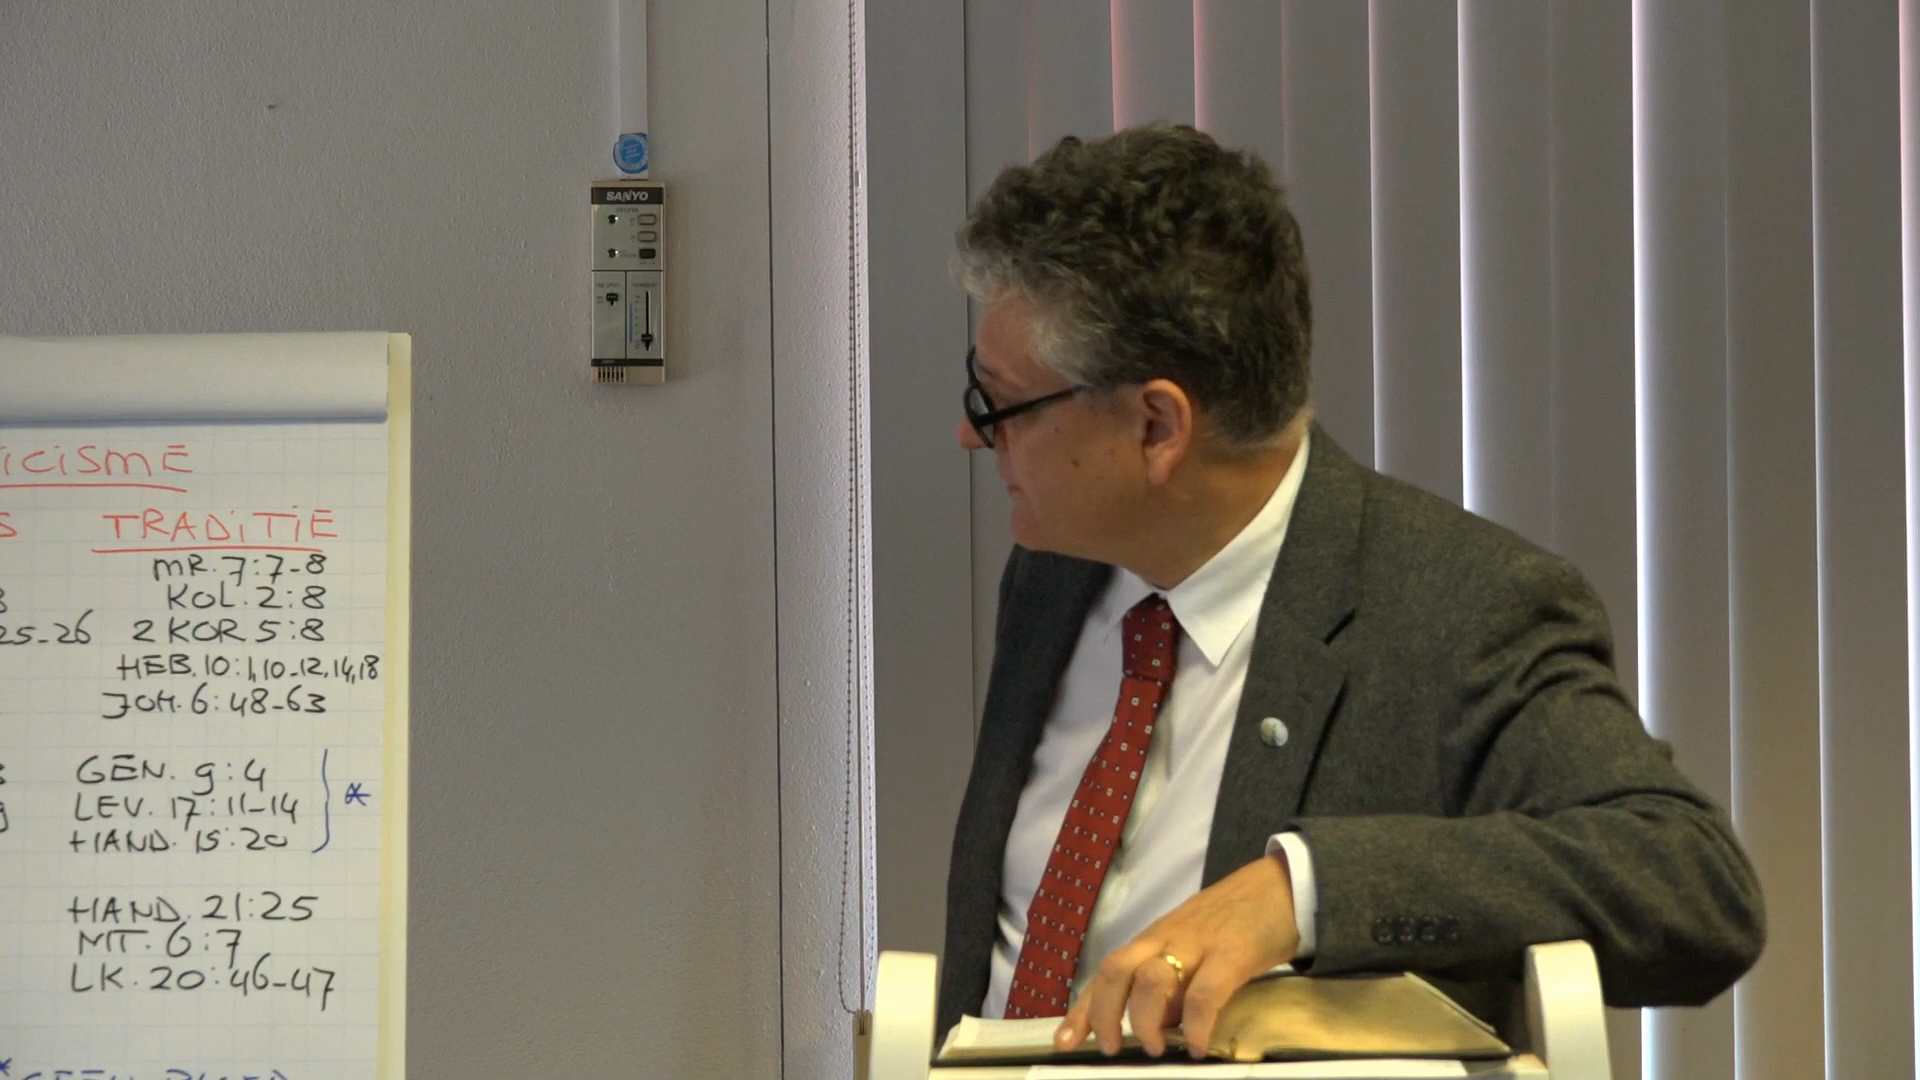 SANYO
ICISME
S TRADITIE
MR. 7:7-8
KOL. 2:8
25-26 2 KOR 5:8
HEB. 10:1,10-12,14,18
JOH. 6:48-63
GEN. 9:4
LEV. 17:11-14 *
HAND. 15:20
HAND. 21:25
MT. 6:7
LK. 20:46-47